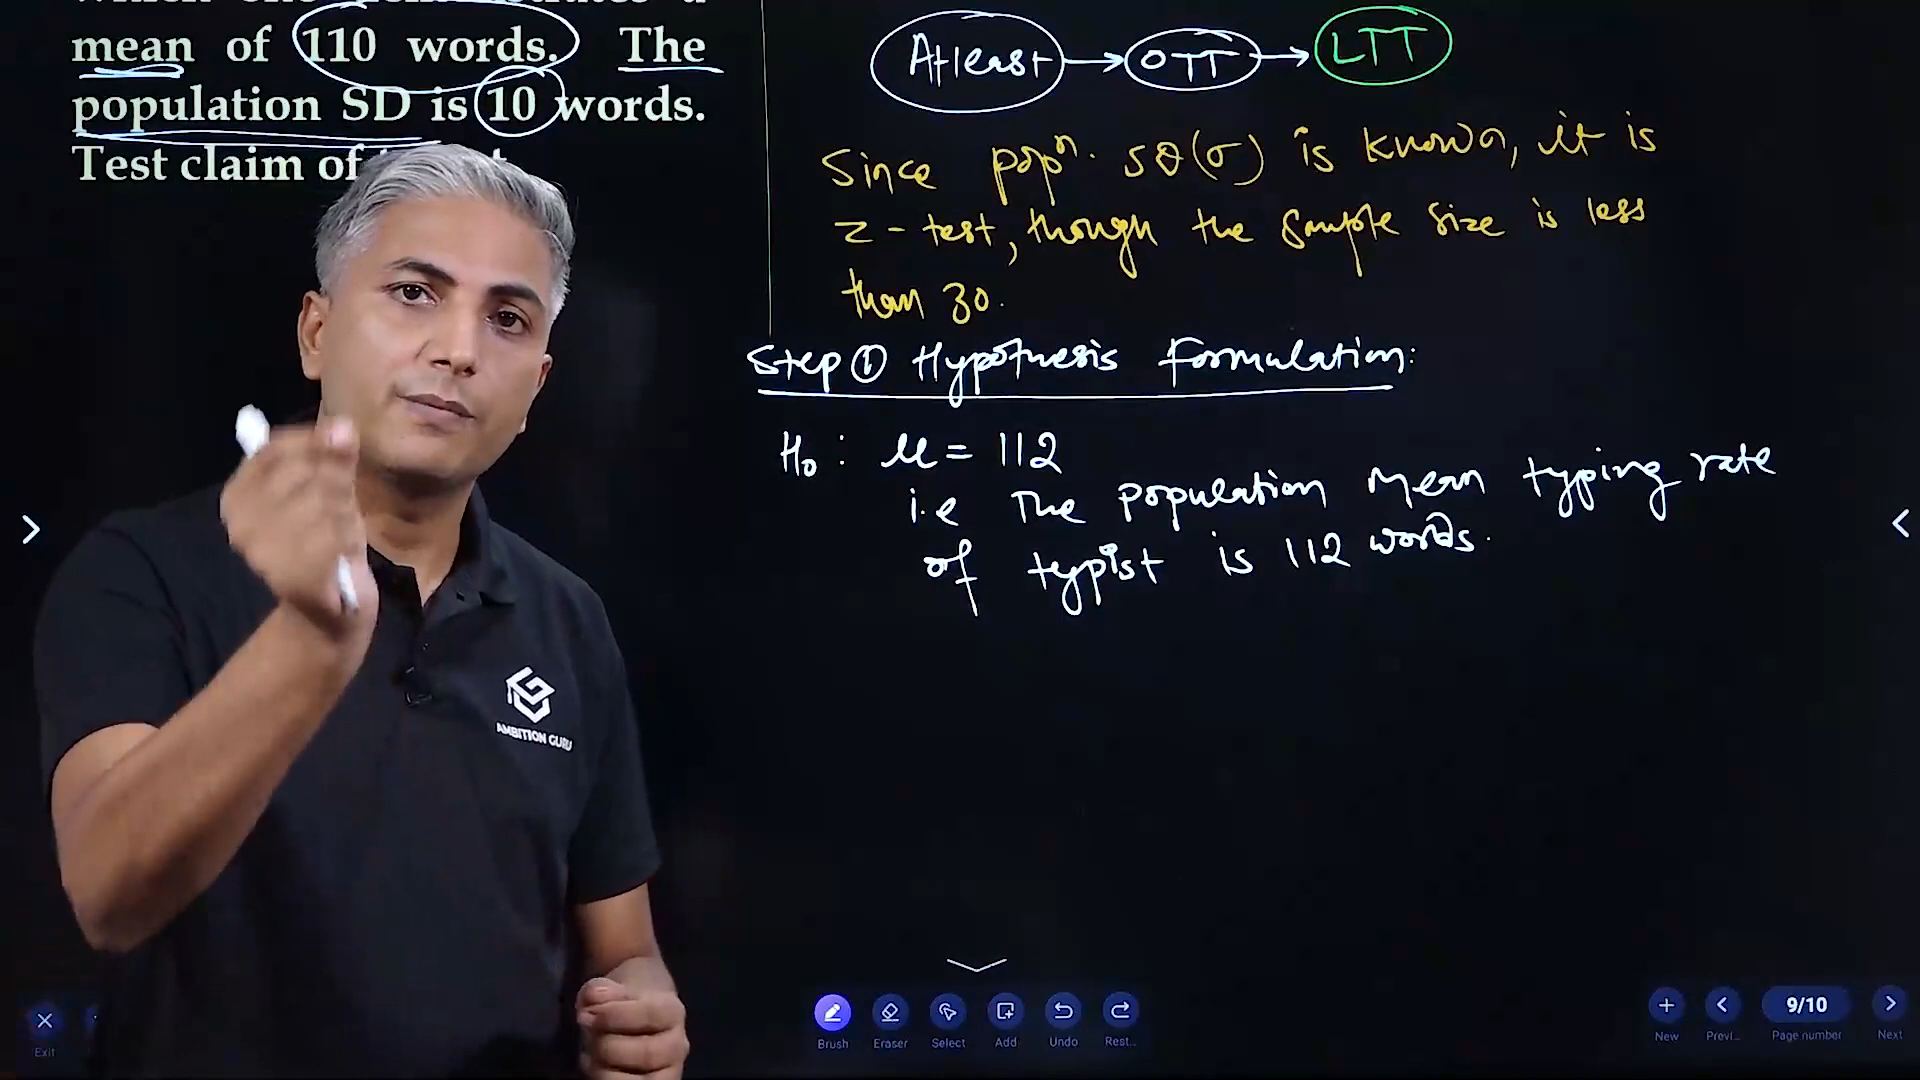 mean of 110 words. The
population SD is 10 words.
Test claim of
Atleast → OTT → LTT
Since popⁿ. SD(σ) is known, it is
z - test, though the sample size is less
than 30.
Step ① Hypothesis Formulation:
H₀ : μ = 112
i.e The population mean typing rate
of typist is 112 words.
AMBITION GURU
Exit
Brush
Eraser
Select
Add
Undo
Rest...
New
Previ...
9/10
Page number
Next